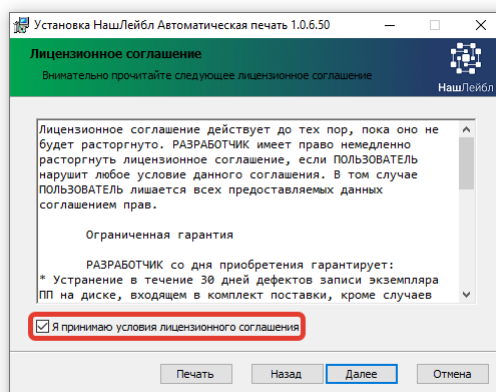 Установка НашЛейбл Автоматическая печать 1.0.6.50
Лицензионное соглашение
Внимательно прочитайте следующее лицензионное соглашение
НашЛейбл
Лицензионное соглашение действует до тех пор, пока оно не
будет расторгнуто. РАЗРАБОТЧИК имеет право немедленно
расторгнуть лицензионное соглашение, если ПОЛЬЗОВАТЕЛЬ
нарушит любое условие данного соглашения. В том случае
ПОЛЬЗОВАТЕЛЬ лишается всех предоставляемых данных
соглашением прав.
Ограниченная гарантия
РАЗРАБОТЧИК со дня приобретения гарантирует:
* Устранение в течение 30 дней дефектов записи экземпляра
ПП на диске, входящем в комплект поставки, кроме случаев
Я принимаю условия лицензионного соглашения
Печать Назад Далее Отмена